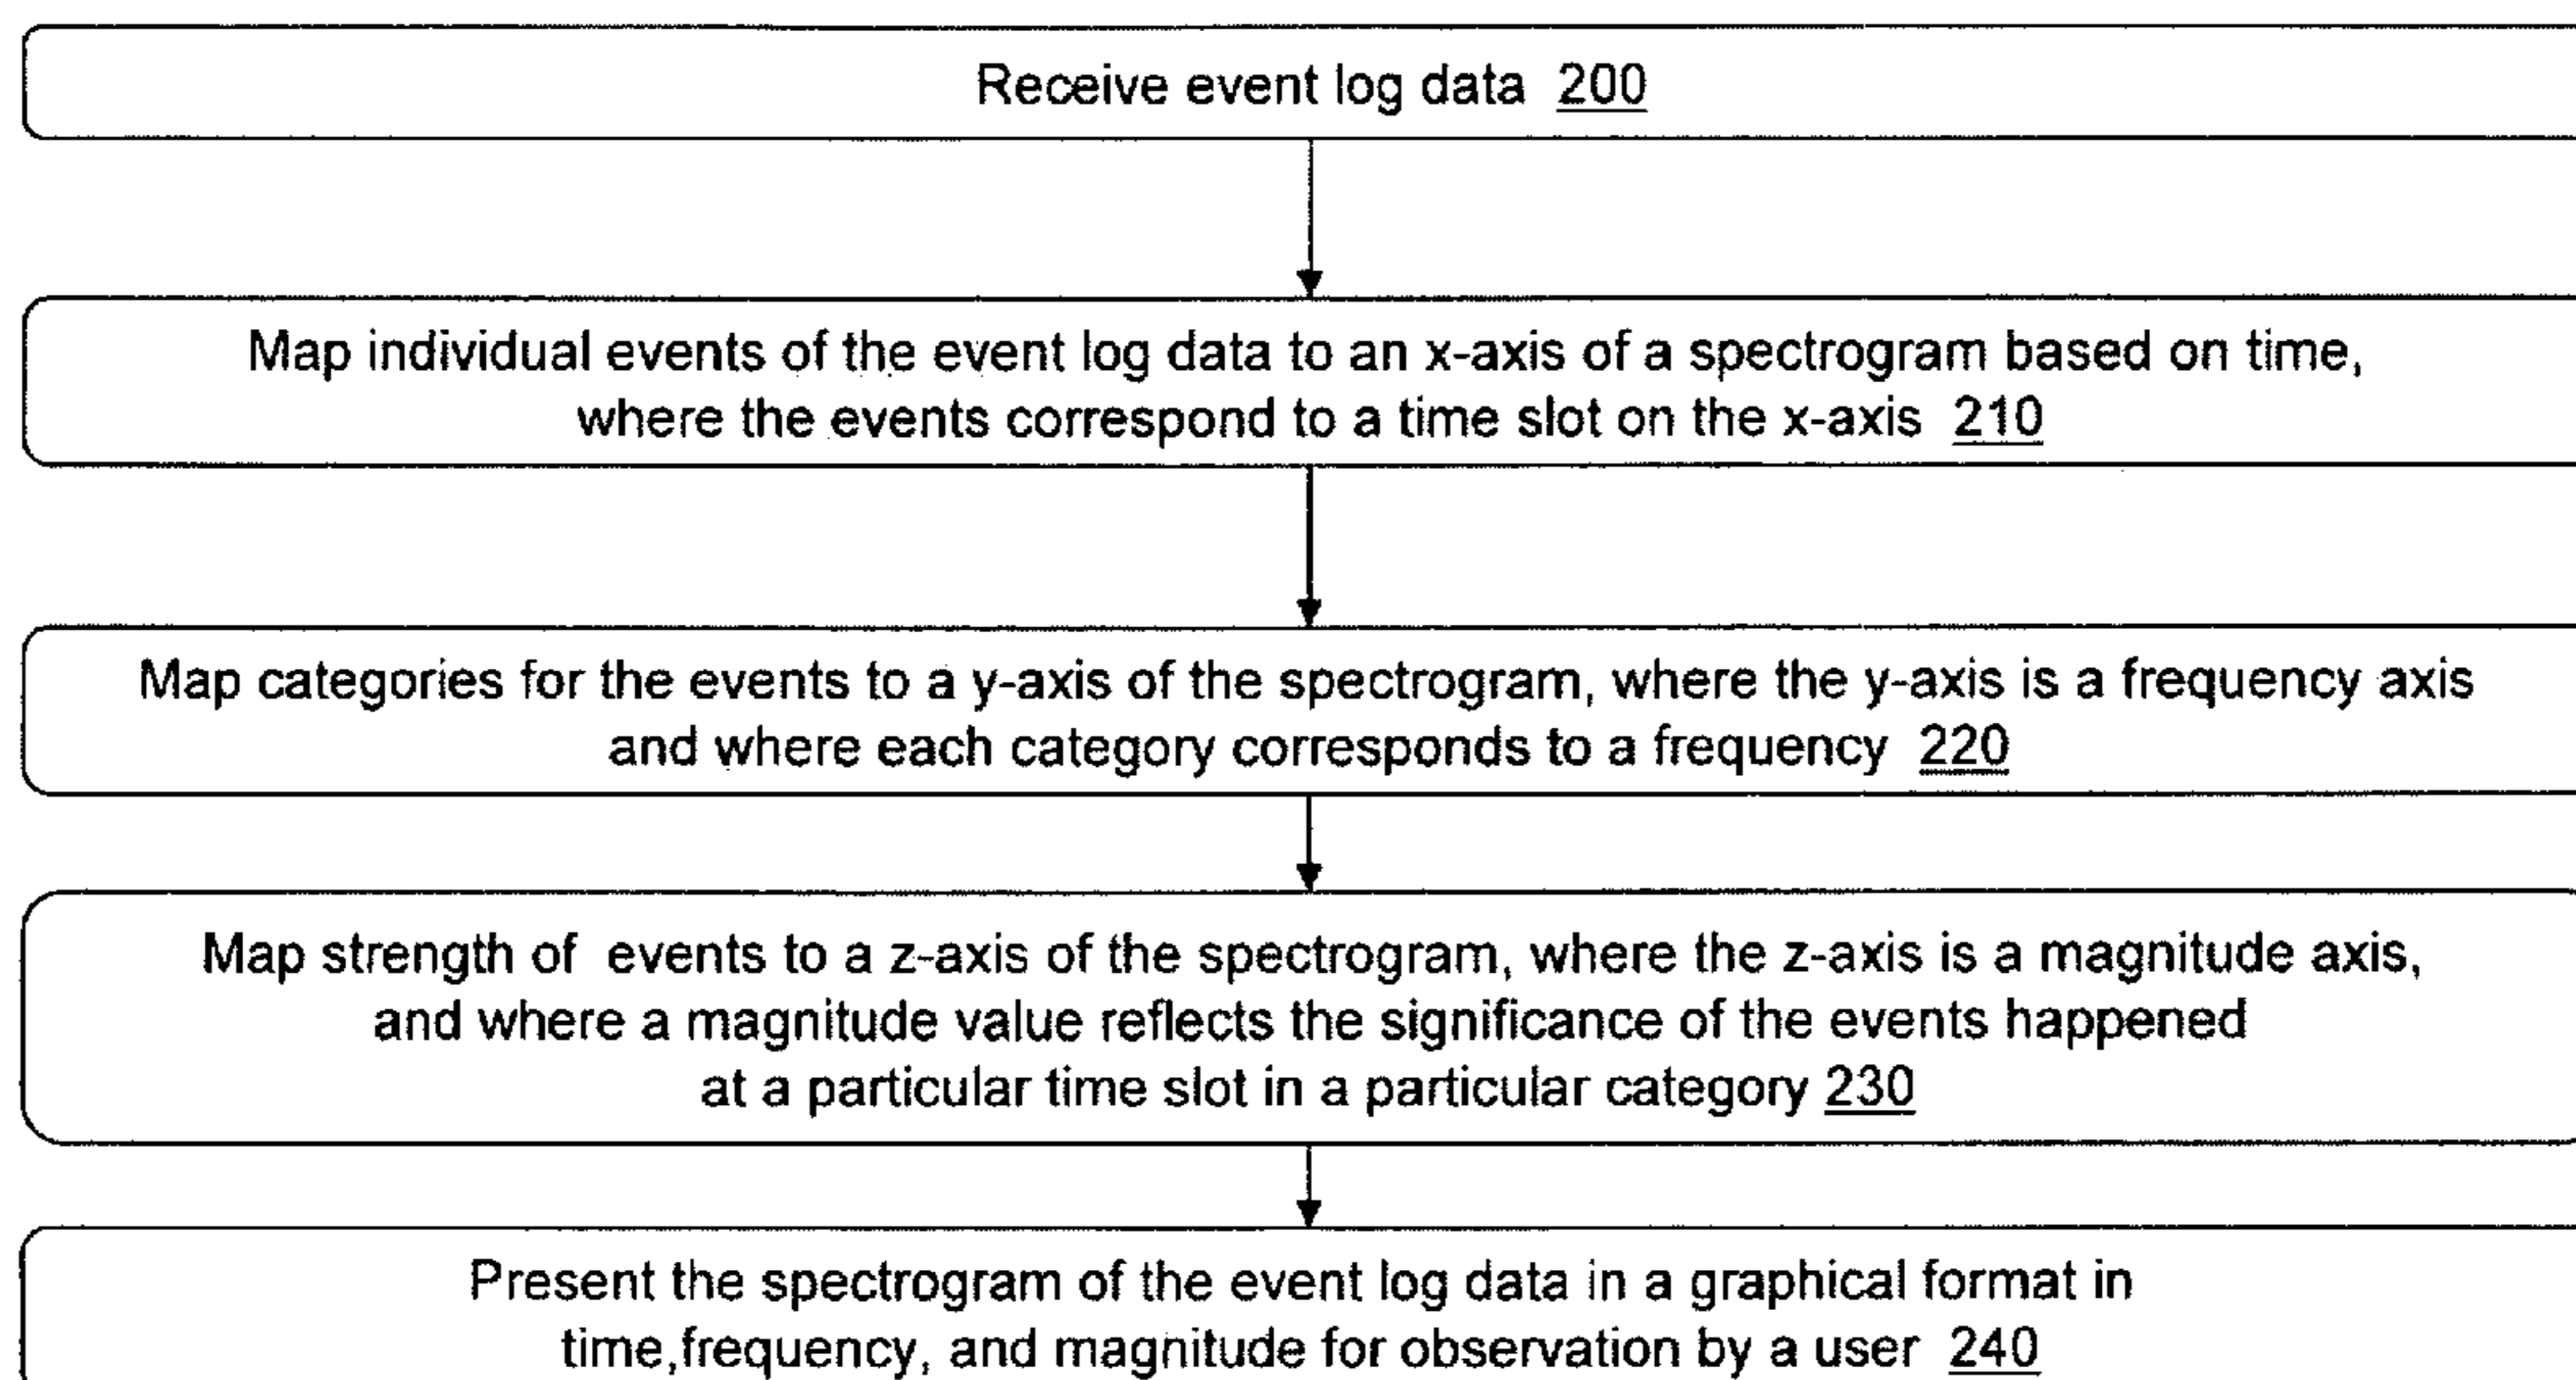 Receive event log data 200
Map individual events of the event log data to an x-axis of a spectrogram based on time,
where the events correspond to a time slot on the x-axis 210
Map categories for the events to a y-axis of the spectrogram, where the y-axis is a frequency axis
and where each category corresponds to a frequency 220
Map strength of events to a z-axis of the spectrogram, where the z-axis is a magnitude axis,
and where a magnitude value reflects the significance of the events happened
at a particular time slot in a particular category 230
Present the spectrogram of the event log data in a graphical format in
time,frequency, and magnitude for observation by a user 240